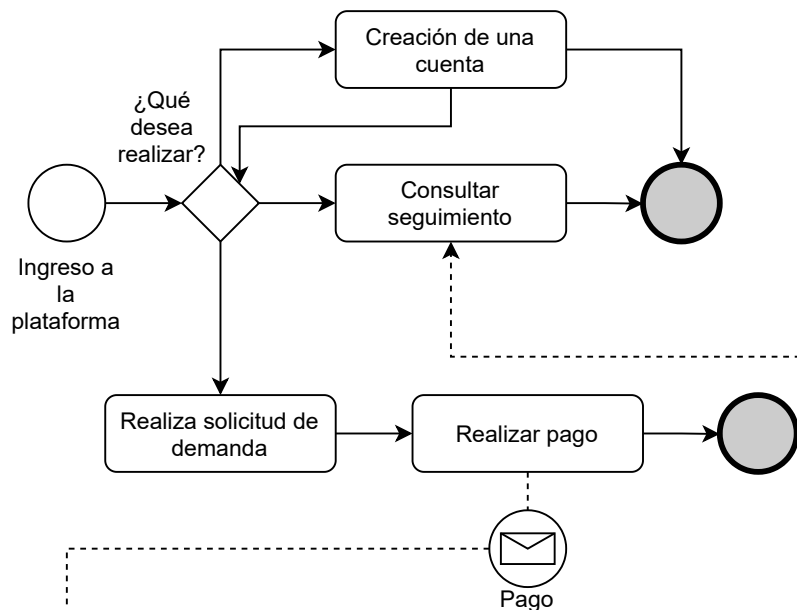 Creación de una
cuenta
¿Qué
desea
realizar?
Consultar
seguimiento
Ingreso a
la
plataforma
Realiza solicitud de
demanda
Realizar pago
Pago